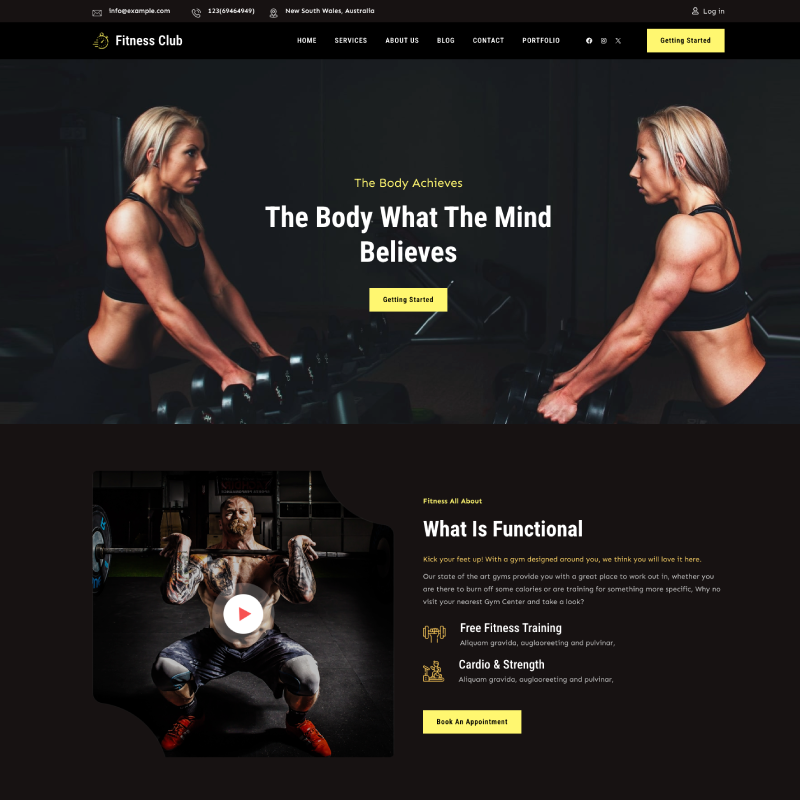 info@example.com 123(69464949) New South Wales, Australia Log in
Fitness Club HOME SERVICES ABOUT US BLOG CONTACT PORTFOLIO Getting Started
The Body Achieves
The Body What The Mind
Believes
Getting Started
Fitness All About
What Is Functional
Kick your feet up! With a gym designed around you, we think you will love it here.
Our state of the art gyms provide you with a great place to work out in, whether you
are there to burn off some calories or are training for something more specific, Why no
visit your nearest Gym Center and take a look?
Free Fitness Training
Aliquam gravida, auglaoreeting and pulvinar,
Cardio & Strength
Aliquam gravida, auglaoreeting and pulvinar,
Book An Appointment